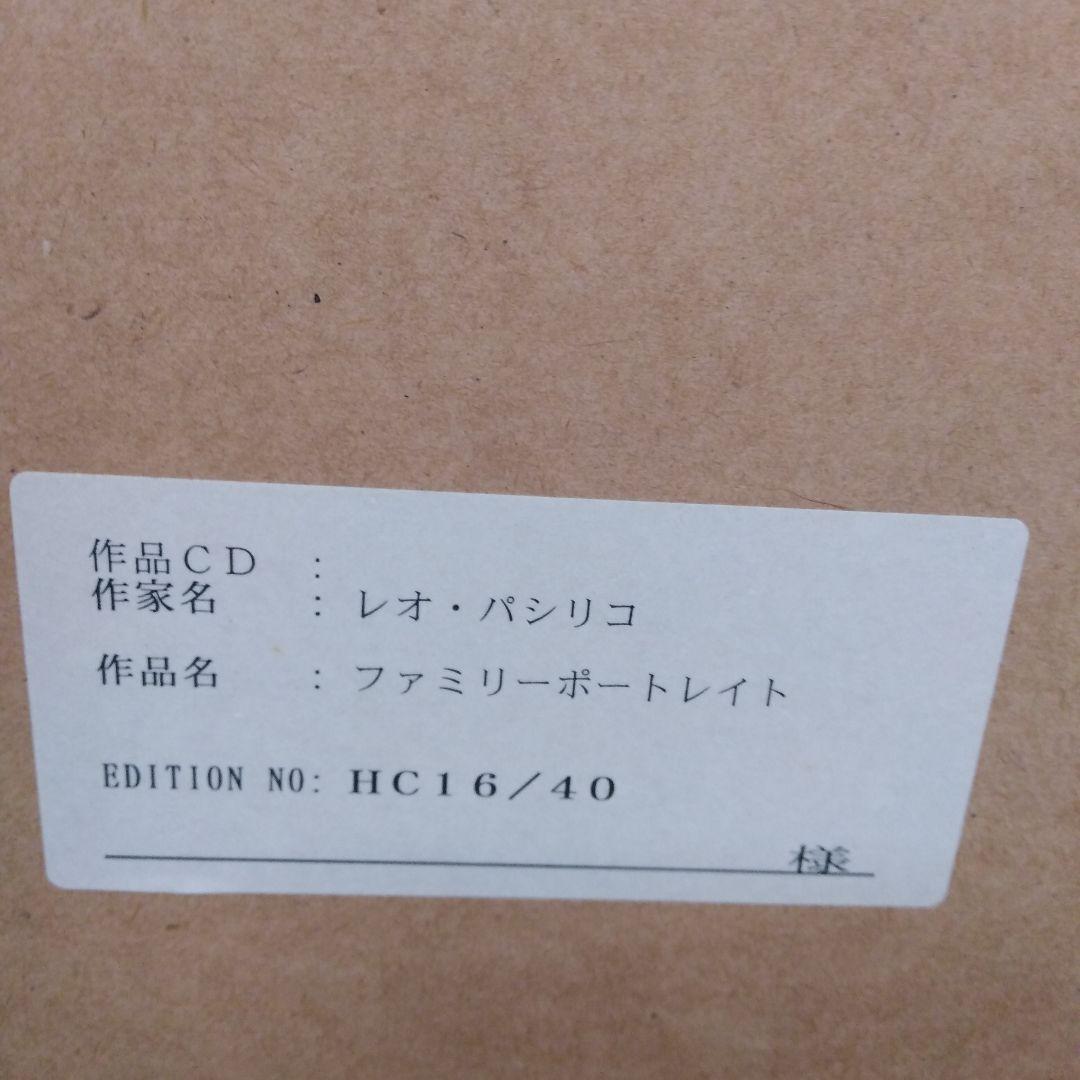 作品ＣＤ　：
作家名　　：レオ・パシリコ
作品名　　：ファミリーポートレイト
EDITION NO: ＨＣ１６／４０
様